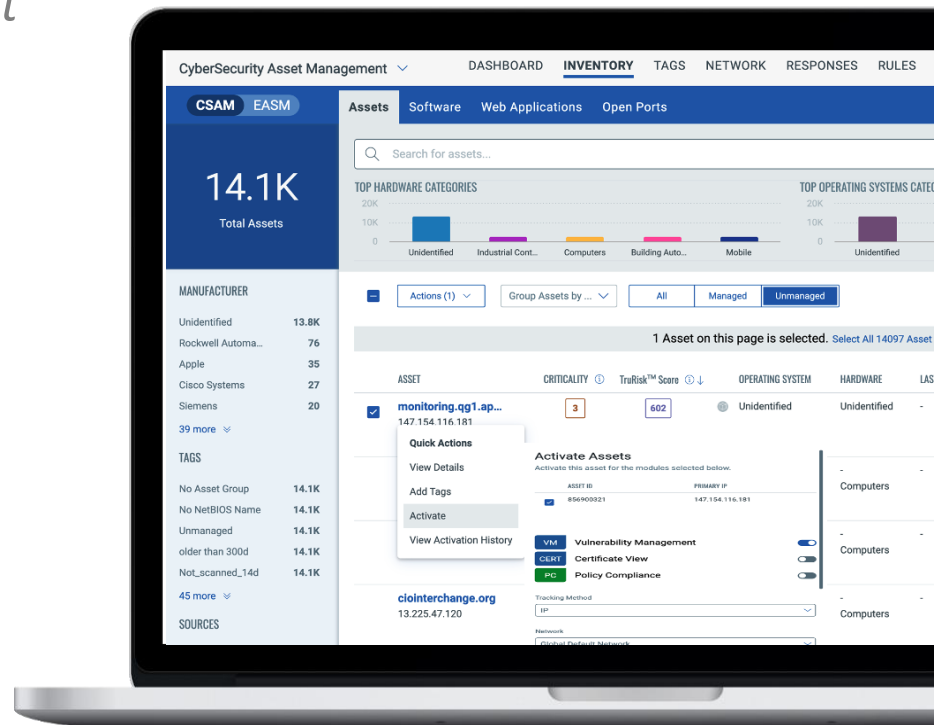 CyberSecurity Asset Management
DASHBOARD INVENTORY TAGS NETWORK RESPONSES RULES
CSAM EASM
Assets Software Web Applications Open Ports
14.1K
Total Assets
Search for assets...
TOP HARDWARE CATEGORIES
20K
10K
0
Unidentified Industrial Cont... Computers Building Auto... Mobile
TOP OPERATING SYSTEMS CATEG
20K
10K
0
Unidentified
MANUFACTURER
Unidentified 13.8K
Rockwell Automa... 76
Apple 35
Cisco Systems 27
Siemens 20
39 more
TAGS
No Asset Group 14.1K
No NetBIOS Name 14.1K
Unmanaged 14.1K
older than 300d 14.1K
Not_scanned_14d 14.1K
45 more
SOURCES
Actions (1) Group Assets by ... All Managed Unmanaged
1 Asset on this page is selected. Select All 14097 Asset
ASSET CRITICALITY TruRisk™ Score OPERATING SYSTEM HARDWARE LAS
monitoring.qg1.ap... 3 602 Unidentified Unidentified -
147.154.116.181
Quick Actions
View Details
Add Tags
Activate
View Activation History
Activate Assets
Activate this asset for the modules selected below.
ASSET ID PRIMARY IP
856900321 147.154.116.181
VM Vulnerability Management
CERT Certificate View
PC Policy Compliance
Tracking Method
IP
Network
Global Default Network
- -
Computers
- -
Computers
ciointerchange.org - -
13.225.47.120 Computers